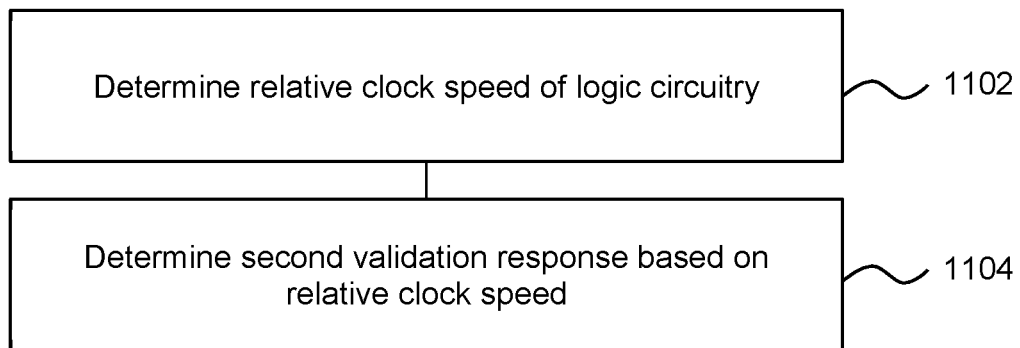 Determine relative clock speed of logic circuitry
1102
Determine second validation response based on
relative clock speed
1104